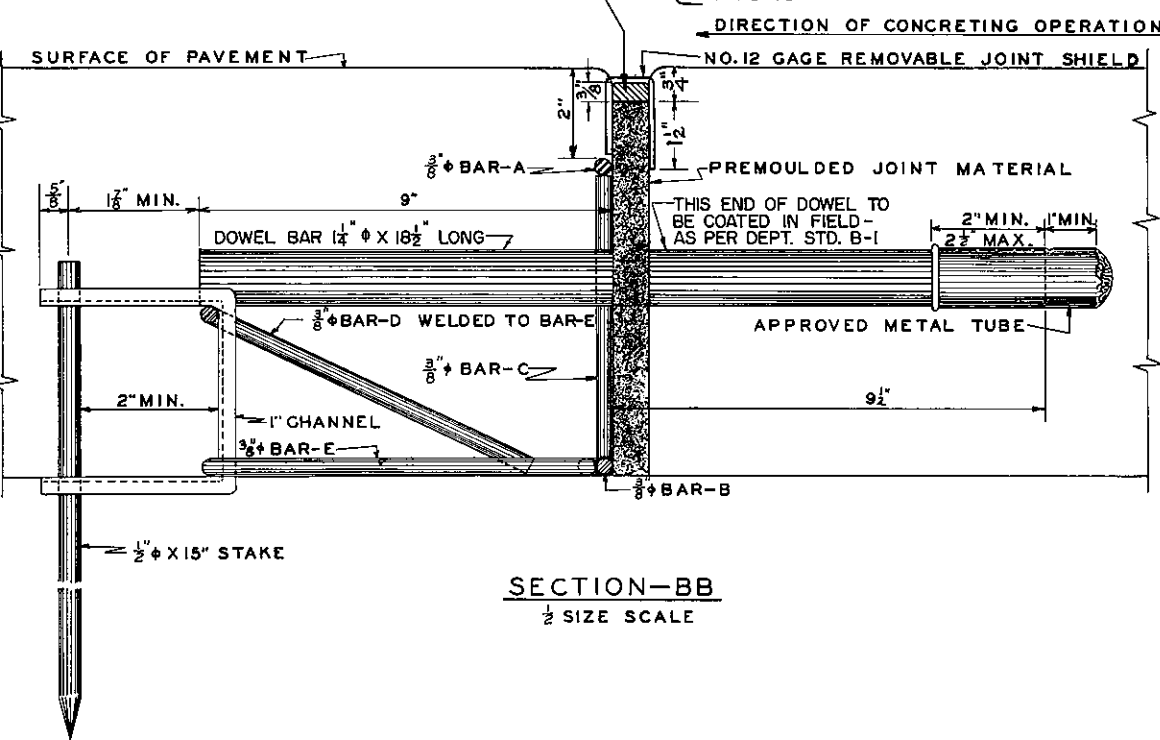 DIRECTION OF CONCRETING OPERATION
SURFACE OF PAVEMENT
NO. 12 GAGE REMOVABLE JOINT SHIELD
2"
3/8"
3/4"
1 1/2"
3/8" ɸ BAR-A
PREMOULDED JOINT MATERIAL
5/8"
1 7/8" MIN.
9"
THIS END OF DOWEL TO
BE COATED IN FIELD-
AS PER DEPT. STD. B-1
2" MIN.
2 1/2" MAX.
1" MIN
DOWEL BAR 1 1/4" ɸ X 18 1/2" LONG
3/8" ɸ BAR-D WELDED TO BAR-E
APPROVED METAL TUBE
3/8" ɸ BAR-C
2" MIN.
9 1/2"
1" CHANNEL
3/8" ɸ BAR-E
3/8" ɸ BAR-B
1/2" ɸ X 15" STAKE
SECTION-BB
1/2 SIZE SCALE